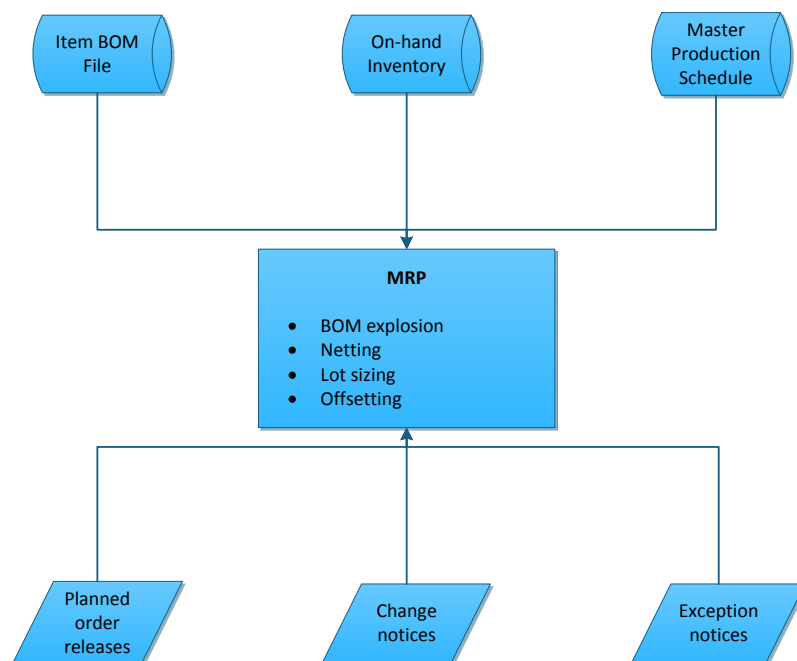 Item BOM
File
On-hand
Inventory
Master
Production
Schedule
MRP
• BOM explosion
• Netting
• Lot sizing
• Offsetting
Planned
order
releases
Change
notices
Exception
notices